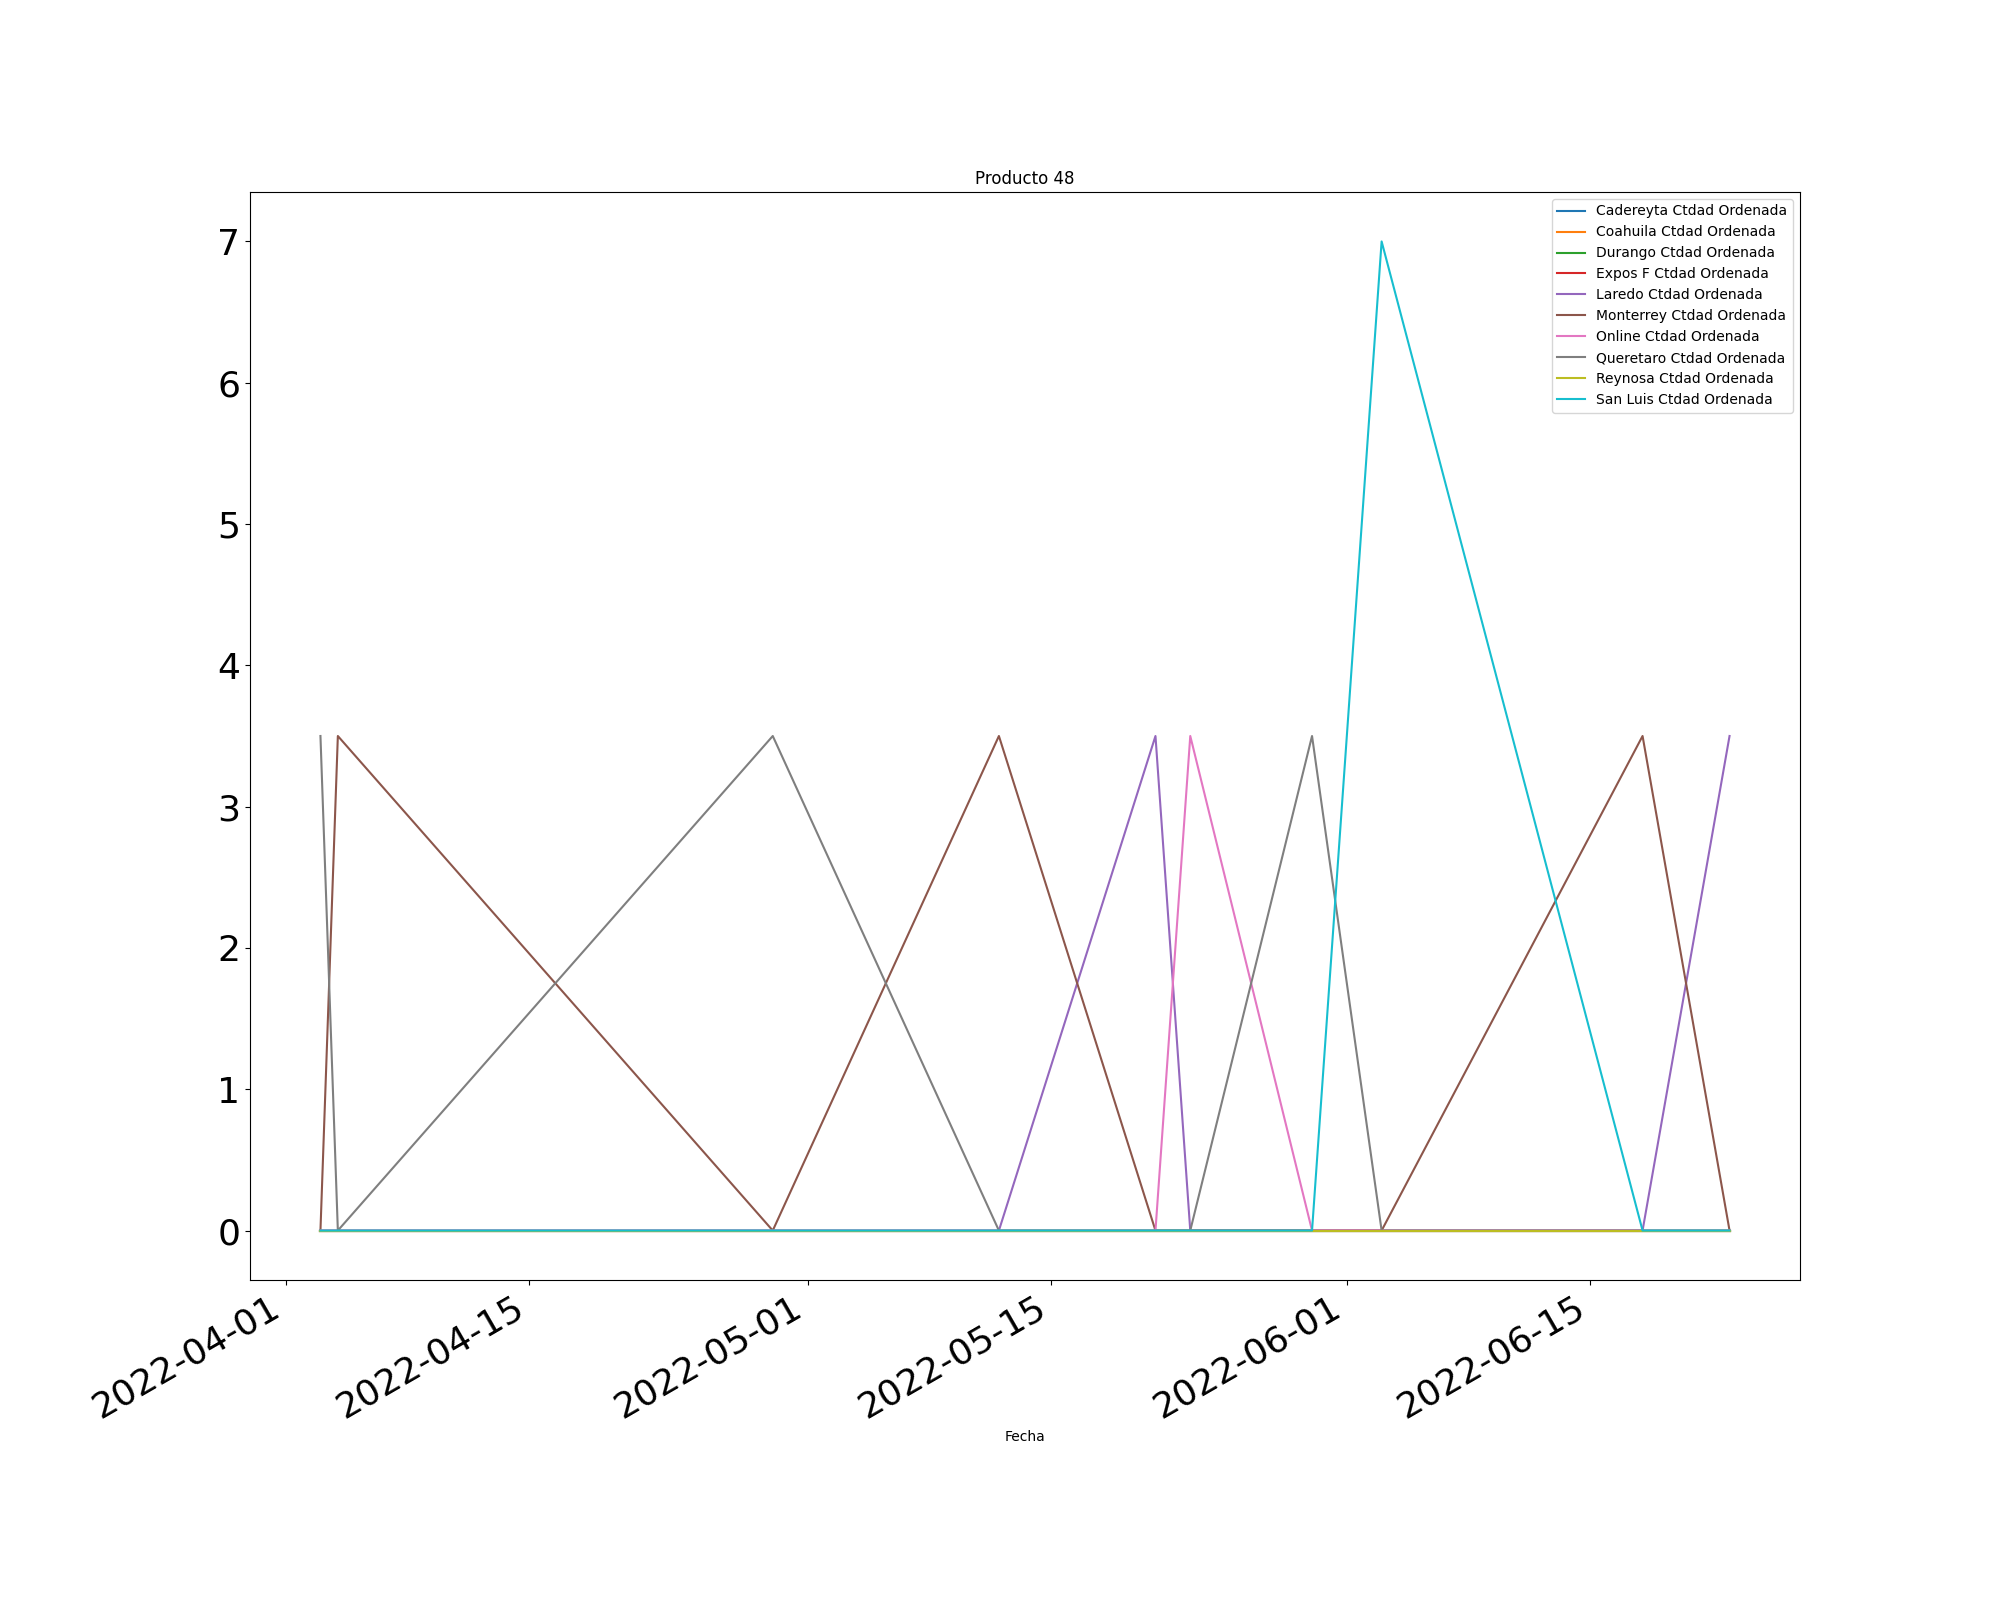 Producto 48
7
6
5
4
3
2
1
0
Cadereyta Ctdad Ordenada
Coahuila Ctdad Ordenada
Durango Ctdad Ordenada
Expos F Ctdad Ordenada
Laredo Ctdad Ordenada
Monterrey Ctdad Ordenada
Online Ctdad Ordenada
Queretaro Ctdad Ordenada
Reynosa Ctdad Ordenada
San Luis Ctdad Ordenada
2022-04-01
2022-04-15
2022-05-01
2022-05-15
2022-06-01
2022-06-15
Fecha